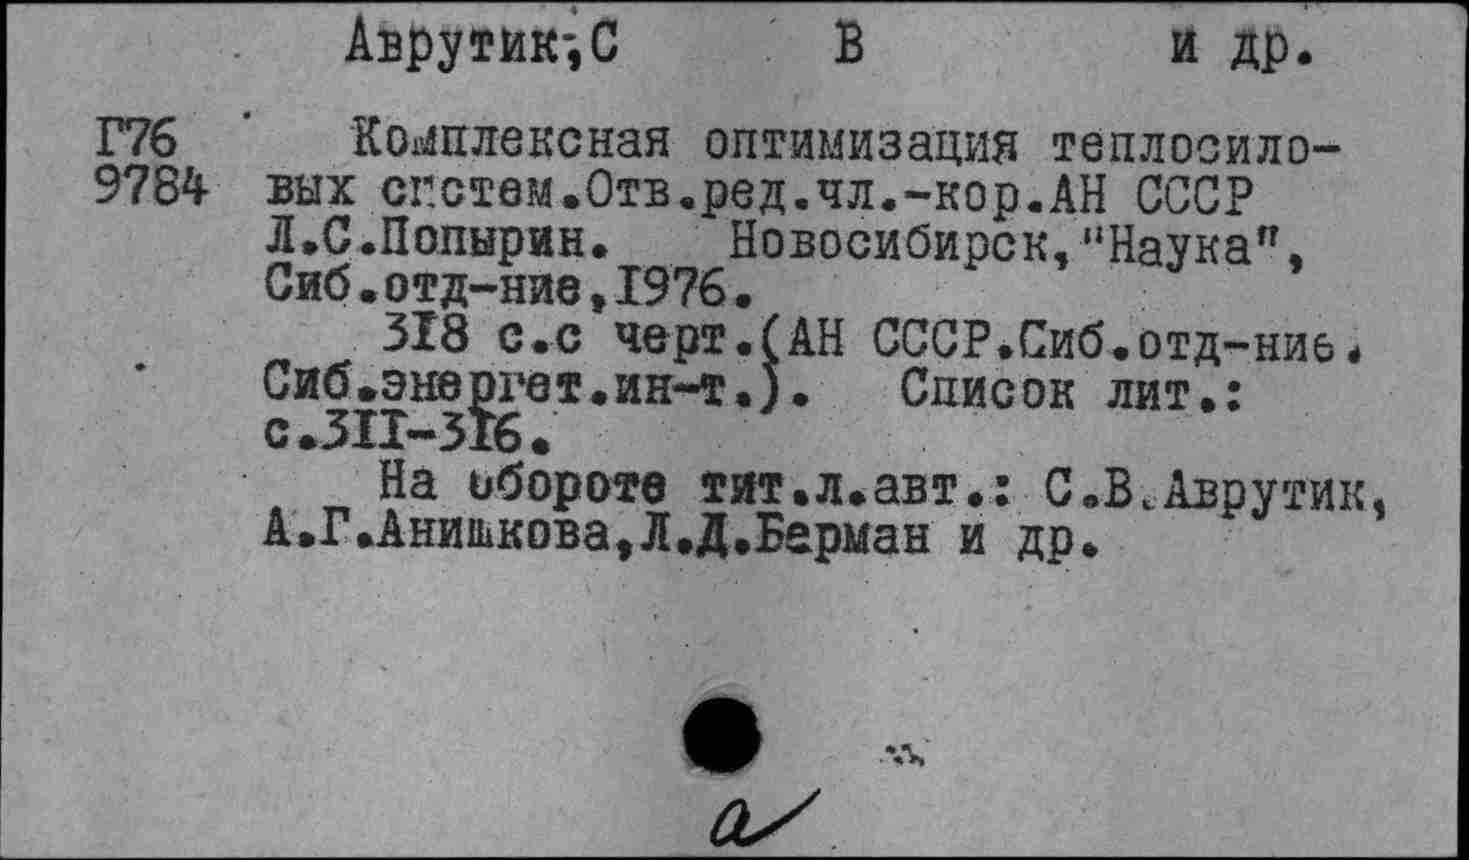 Аврутик, С В и др.
Г76 Комплексная оптимизация теплосило-
9784 вых систем.Отв.ред.чл.-кор.АН СССР
Л.С.Попырин. Новосибирск,"Наука",
Сиб.отд-ние,1976.
318 с.с черт.(АН СССР.Сиб.отд-ние.
Сиб.энергет.ин-т.). Список лит.:
с.311-316.
На обороте тит.л.авт.: С.В.Аврутик,
А.Г.Анишкова,Л.Д.Берман и др.
а